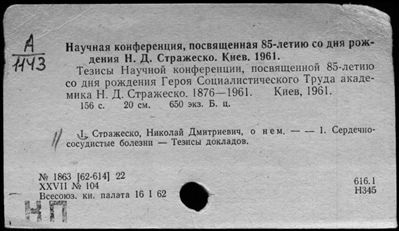 А
1143
Научная конференция, посвященная 85-летию со дня рож-
дения Н. Д. Стражеско. Киев. 1961.
Тезисы Научной конференции, посвященной 85-летию
со дня рождения Героя Социалистического Труда акаде-
мика Н. Д. Стражеско. 1876—1961. Киев, 1961.
156 с. 20 см. 650 экз. Б. ц.
1. Стражеско, Николай Дмитриевич, о нем. — — 1. Сердечно-
сосудистые болезни — Тезисы докладов.
№ 1863 [62-614] 22
XXVII № 104
Всесоюз. кн. палата 16 I 62
616.1
Н345
НП